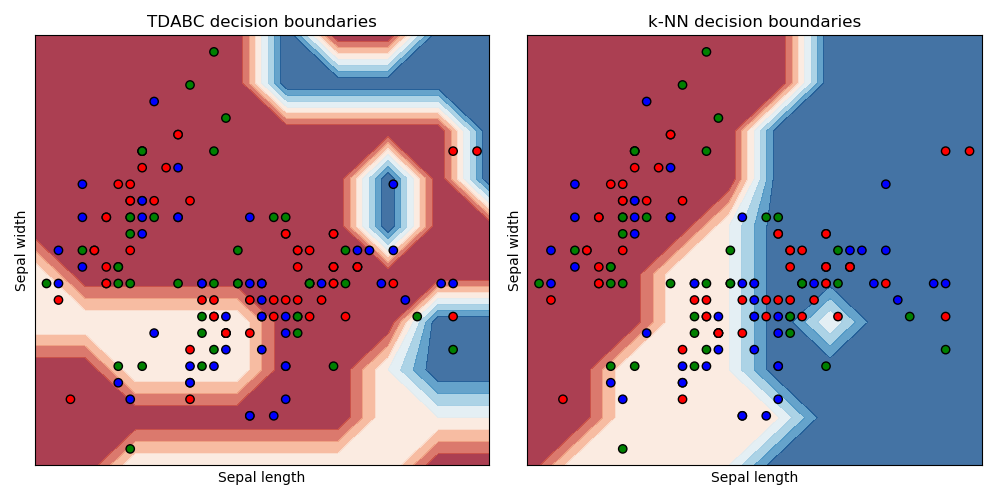 TDABC decision boundaries
k-NN decision boundaries
Sepal width
Sepal length
Sepal width
Sepal length